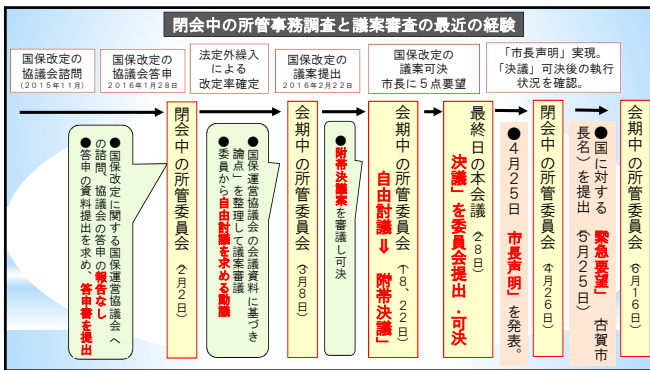 閉会中の所管事務調査と議案審査の最近の経験
国保改定の
協議会諮問
(2015年11月)
国保改定の
協議会答申
2016年1月28日
法定外繰入
による
改定率確定
国保改定の
議案提出
2016年2月22日
国保改定の
議案可決
市長に5点要望
「市長声明」実現。
「決議」可決後の執行
状況を確認。
●国保改定に関する国保運営協議会へ
の諮問、協議会の答申の報告なし
●答申の資料提出を求め、答申書を提出
閉会中の所管委員会(2月2日)
●国保運営協議会の会議資料に基づき
論点」を整理して議案審議
●委員から自由討議を求める動議
会期中の所管委員会(3月8日)
●附帯決議案を審議し可決
会期中の所管委員会(18、22日)
自由討議⇒附帯決議」
最終日の本会議(28日)
決議」を委員会提出・可決
●4月25日 市長声明」を発表。
閉会中の所管委員会(4月26日)
●国に対する緊急要望」 古賀市
長名)を提出(5月25日)
会期中の所管委員会(6月16日)